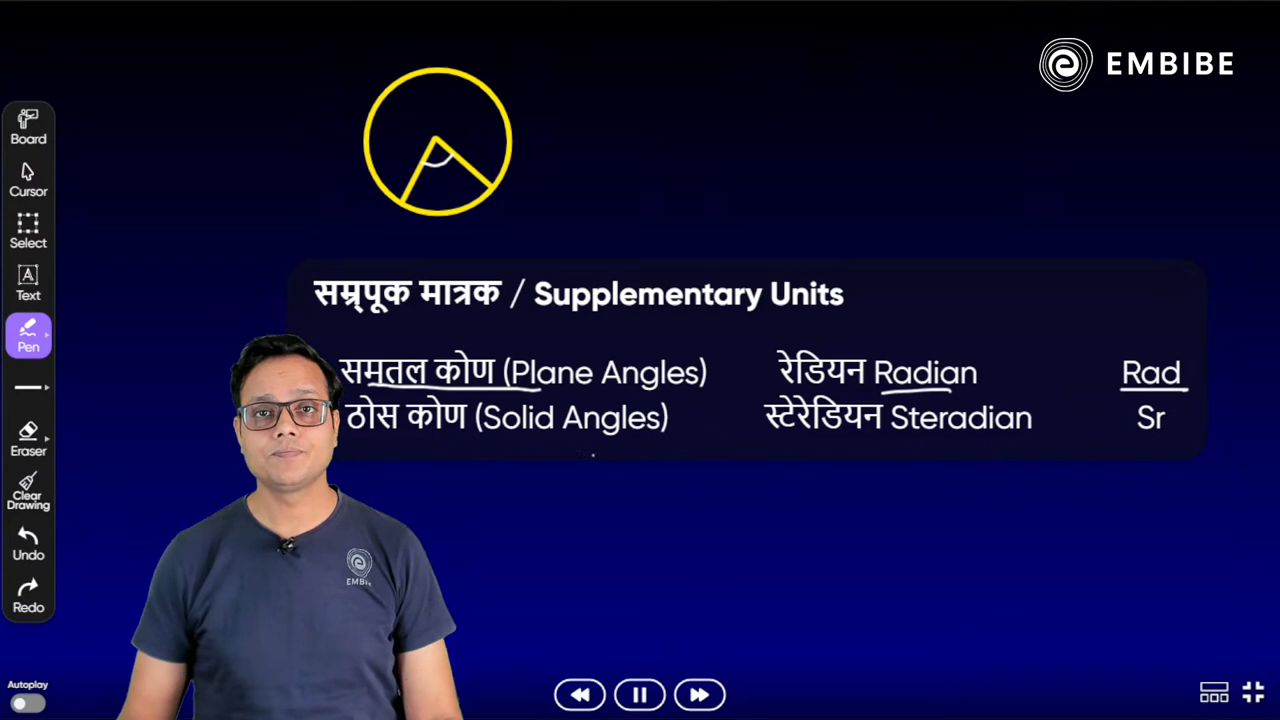 EMBIBE
Board
Cursor
Select
Text
Pen
Eraser
Clear
Drawing
Undo
Redo
Autoplay
सम्र्पूक मात्रक / Supplementary Units
समतल कोण (Plane Angles) रेडियन Radian Rad
ठोस कोण (Solid Angles) स्टेरेडियन Steradian Sr